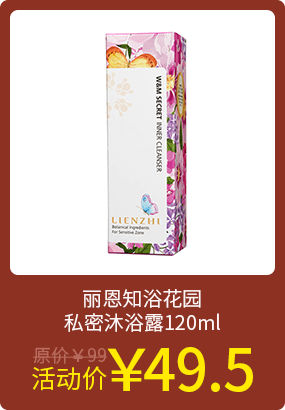 W&M SECRET INNER CLEANSER
LIENZHI
Botanical Ingredients
For Sensitive Zone
丽恩知浴花园
私密沐浴露120ml
原价￥99
活动价￥49.5